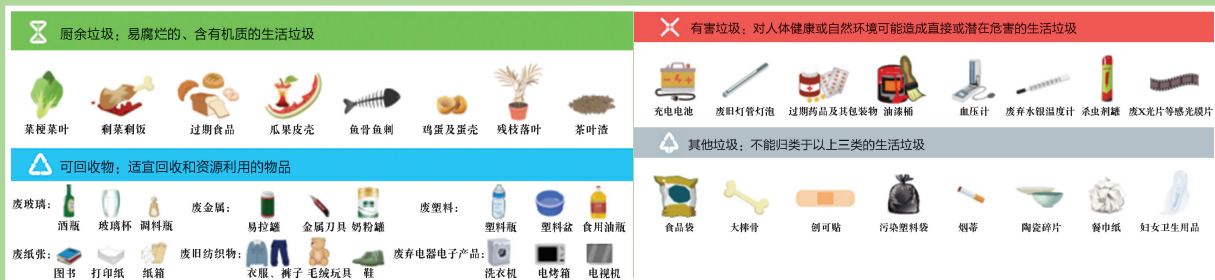 厨余垃圾：易腐烂的、含有机质的生活垃圾
菜梗菜叶 剩菜剩饭 过期食品 瓜果皮壳 鱼骨鱼刺 鸡蛋及蛋壳 残枝落叶 茶叶渣
可回收物：适宜回收和资源利用的物品
废玻璃： 酒瓶 玻璃杯 调料瓶 废金属： 易拉罐 金属刀具 奶粉罐 废塑料： 塑料瓶 塑料盆 食用油瓶
废纸张： 图书 打印纸 纸箱 废旧纺织物： 衣服、裤子 毛绒玩具 鞋 废弃电器电子产品： 洗衣机 电烤箱 电视机
有害垃圾：对人体健康或自然环境可能造成直接或潜在危害的生活垃圾
充电电池 废旧灯管灯泡 过期药品及其包装物 油漆桶 血压计 废弃水银温度计 杀虫剂罐 废X光片等感光膜片
其他垃圾：不能归类于以上三类的生活垃圾
食品袋 大棒骨 创可贴 污染塑料袋 烟蒂 陶瓷碎片 餐巾纸 妇女卫生用品